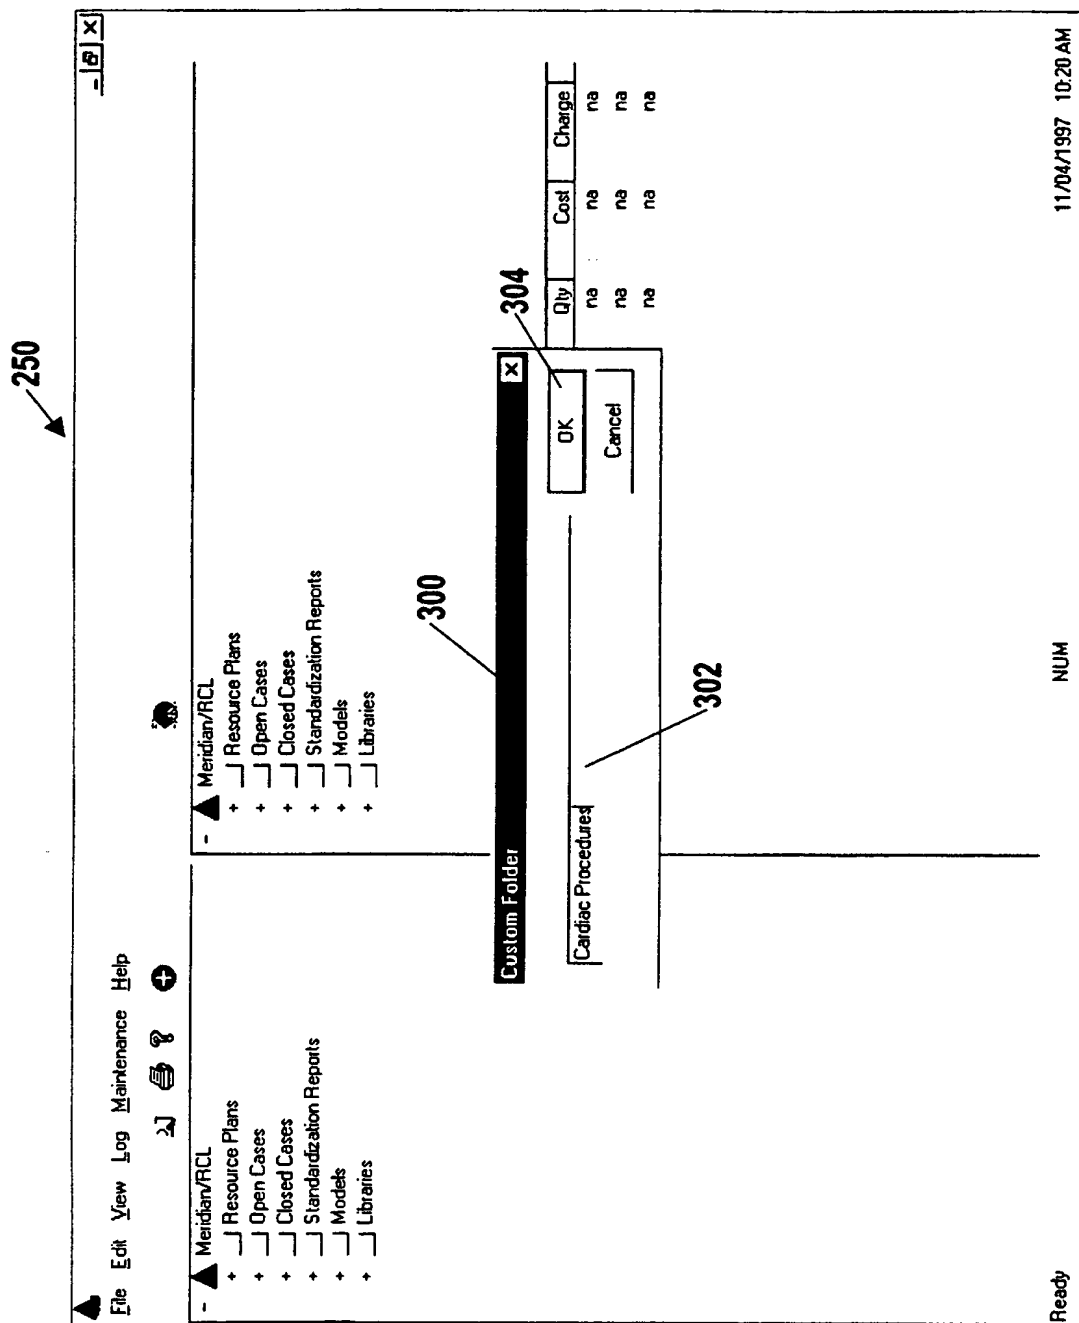 250
File Edit View Log Maintenance Help
- Meridian/RCL
+ Resource Plans
+ Open Cases
+ Closed Cases
+ Standardization Reports
+ Models
+ Libraries
- Meridian/RCL
+ Resource Plans
+ Open Cases
+ Closed Cases
+ Standardization Reports
+ Models
+ Libraries
300
Custom Folder
304
Cardiac Procedures
OK
Cancel
302
Qty Cost Charge
na na na
na na na
na na na
Ready NUM 11/04/1997 10:20 AM